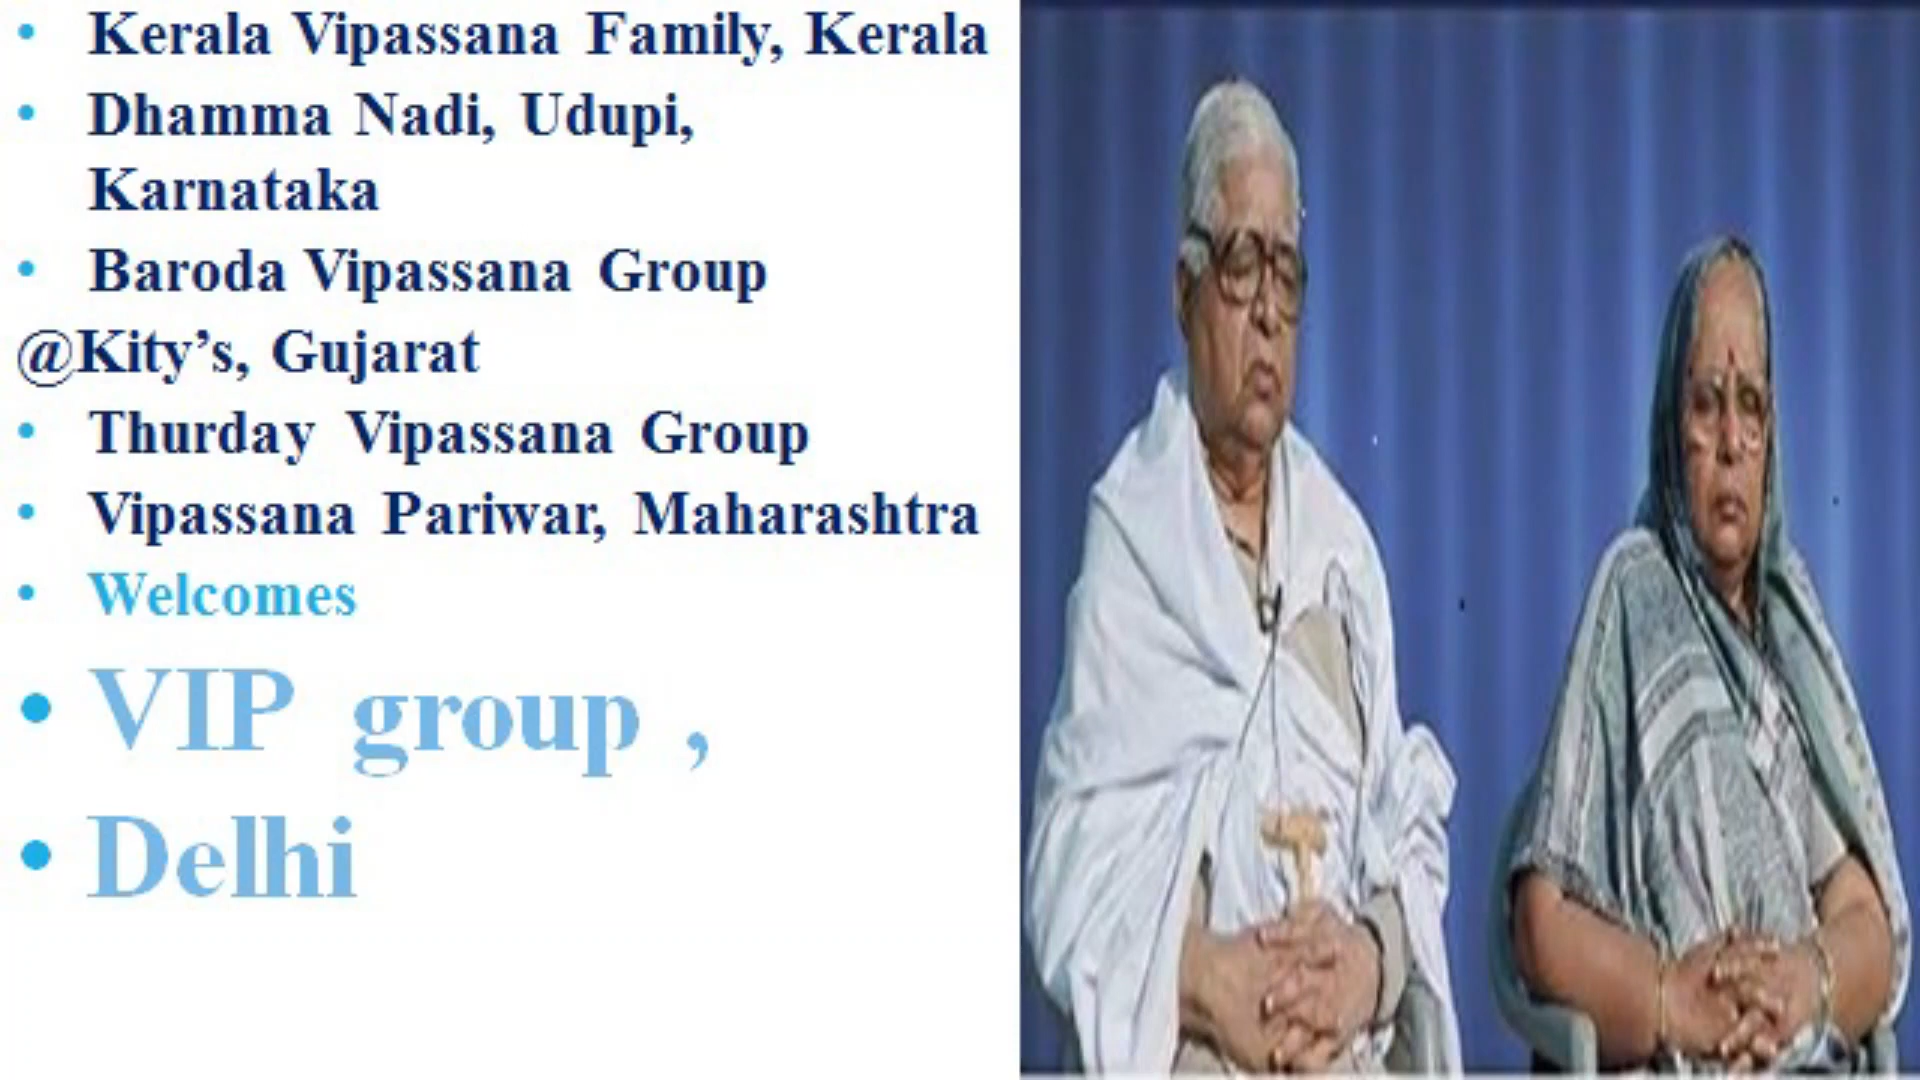 • Kerala Vipassana Family, Kerala
• Dhamma Nadi, Udupi,
Karnataka
• Baroda Vipassana Group
@Kity’s, Gujarat
• Thurday Vipassana Group
• Vipassana Pariwar, Maharashtra
• Welcomes
• VIP group ,
• Delhi